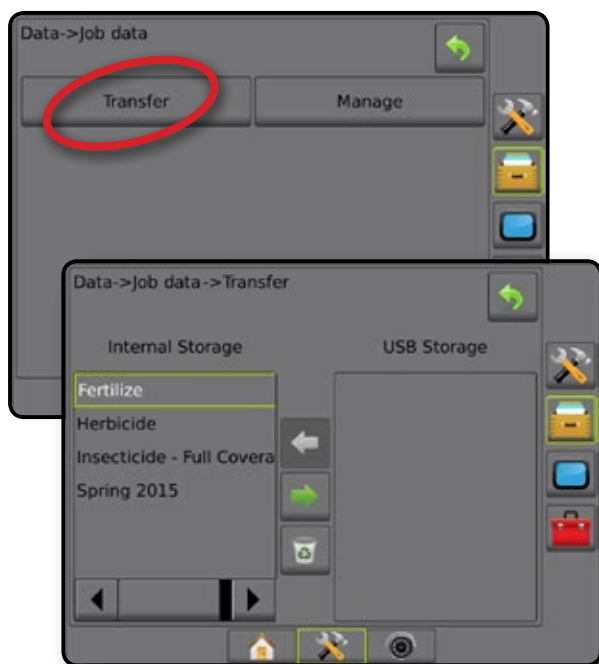 Data->Job data
Transfer
Manage
Data->Job data->Transfer
Internal Storage
USB Storage
Fertilize
Herbicide
Insecticide - Full Covera
Spring 2015